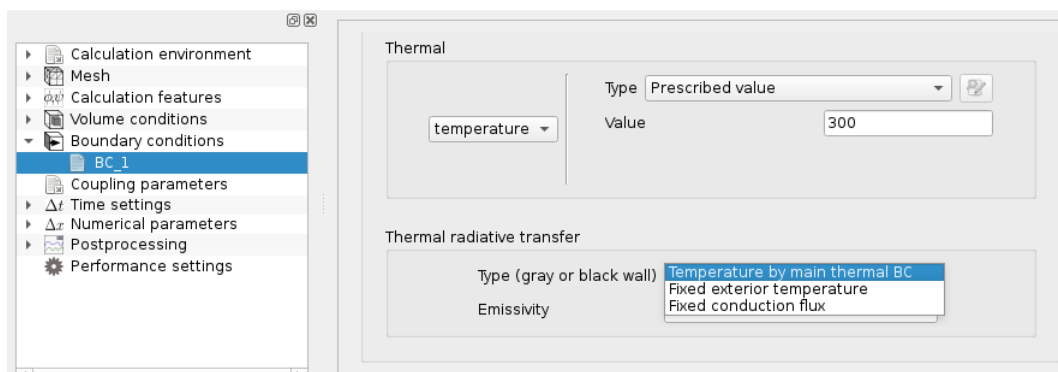 Calculation environment
Mesh
Calculation features
Volume conditions
Boundary conditions
BC_1
Coupling parameters
Δt Time settings
Δx Numerical parameters
Postprocessing
Performance settings
Thermal
temperature
Type Prescribed value
Value 300
Thermal radiative transfer
Type (gray or black wall) Temperature by main thermal BC
Fixed exterior temperature
Fixed conduction flux
Emissivity